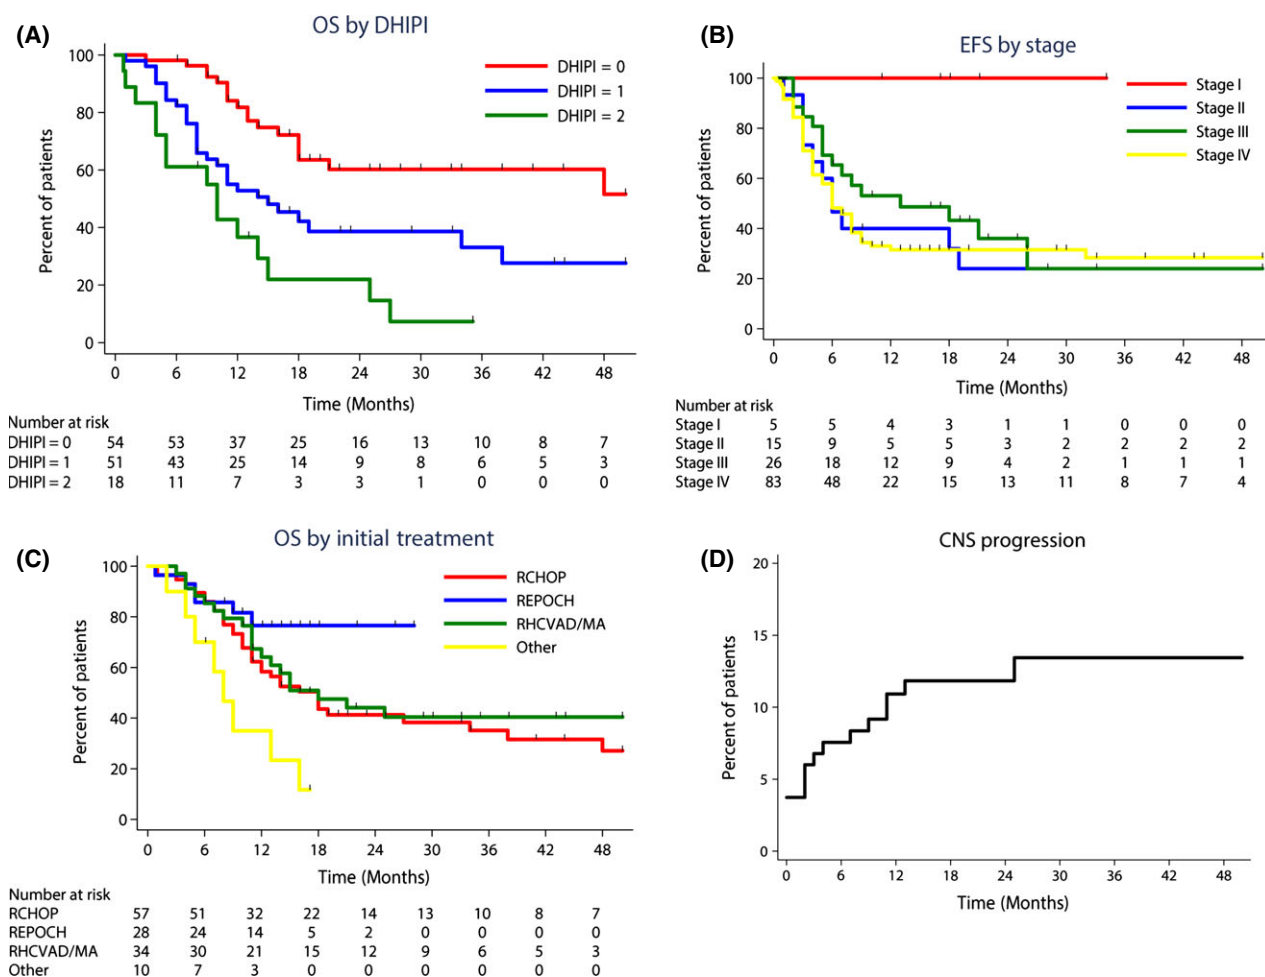 (A)
OS by DHIPI
DHIPI = 0
DHIPI = 1
DHIPI = 2
Percent of patients
100
80
60
40
20
0
0 6 12 18 24 30 36 42 48
Time (Months)
Number at risk
DHIPI = 0 54 53 37 25 16 13 10 8 7
DHIPI = 1 51 43 25 14 9 8 6 5 3
DHIPI = 2 18 11 7 3 3 1 0 0 0
(B)
EFS by stage
Stage I
Stage II
Stage III
Stage IV
Percent of patients
100
80
60
40
20
0
0 6 12 18 24 30 36 42 48
Time (Months)
Number at risk
Stage I 5 5 4 3 1 1 0 0 0
Stage II 15 9 5 5 3 2 2 2 2
Stage III 26 18 12 9 4 2 1 1 1
Stage IV 83 48 22 15 13 11 8 7 4
(C)
OS by initial treatment
RCHOP
REPOCH
RHCVAD/MA
Other
Percent of patients
100
80
60
40
20
0
0 6 12 18 24 30 36 42 48
Time (Months)
Number at risk
RCHOP 57 51 32 22 14 13 10 8 7
REPOCH 28 24 14 5 2 0 0 0 0
RHCVAD/MA 34 30 21 15 12 9 6 5 3
Other 10 7 3 0 0 0 0 0 0
(D)
CNS progression
Percent of patients
20
15
10
5
0
0 6 12 18 24 30 36 42 48
Time (Months)